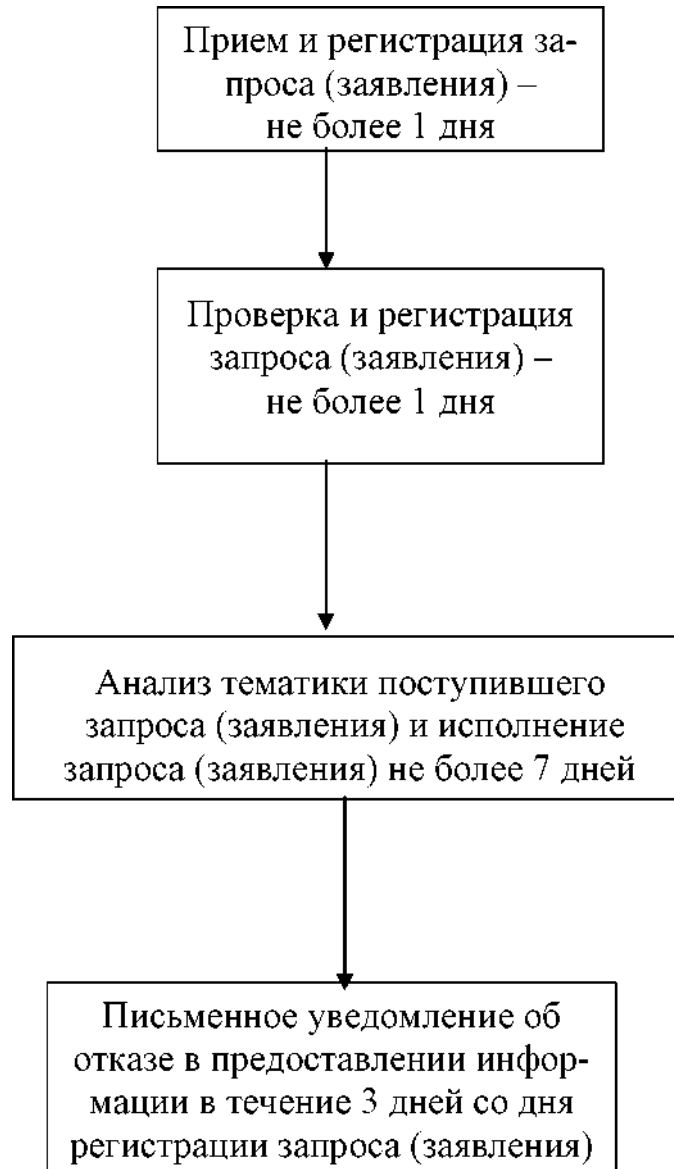 Прием и регистрация за-
проса (заявления) –
не более 1 дня
Проверка и регистрация
запроса (заявления) –
не более 1 дня
Анализ тематики поступившего
запроса (заявления) и исполнение
запроса (заявления) не более 7 дней
Письменное уведомление об
отказе в предоставлении инфор-
мации в течение 3 дней со дня
регистрации запроса (заявления)